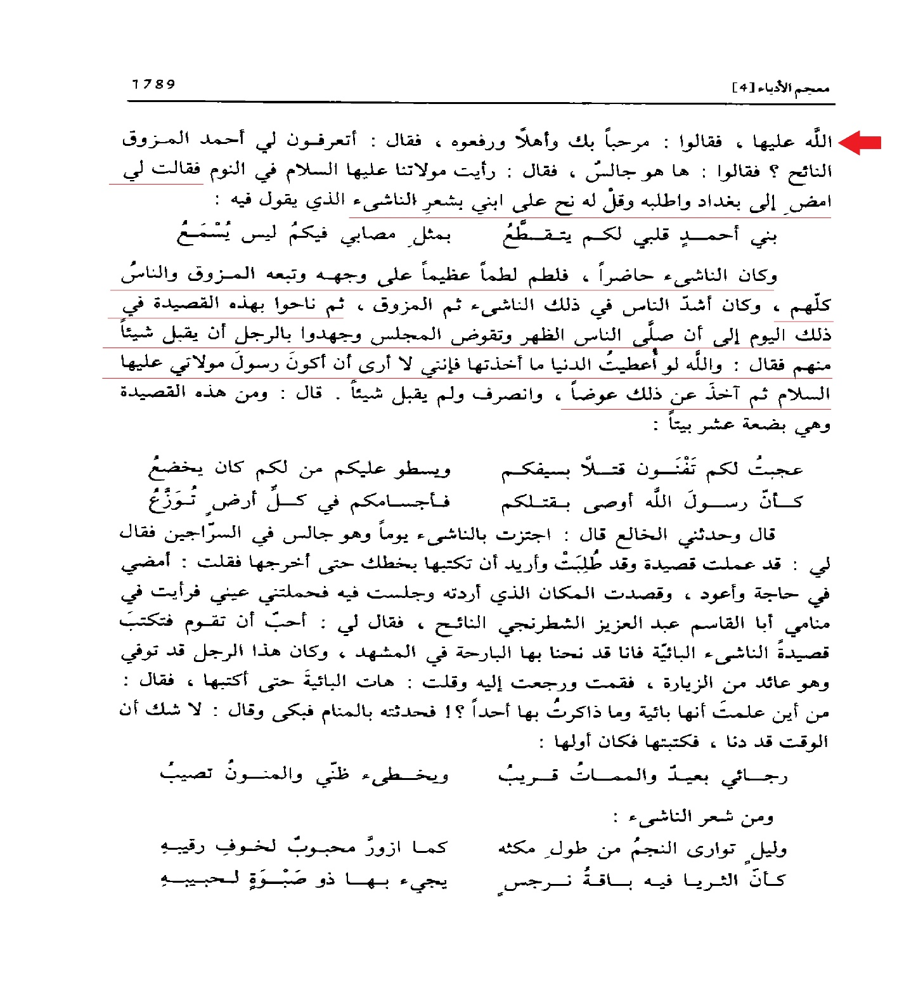 معجم الأدباء [4] 1789
اللَّه عليها ، فقالوا : مرحباً بك وأهلاً ورفعوه ، فقال : أتعرفون لي أحمد المزوق
النائح ؟ فقالوا : ها هو جالسٌ ، فقال : رأيت مولاتنا عليها السلام في النوم فقالت لي
امضِ إلى بغداد واطلبه وقلْ له نح على ابني بشعرِ الناشىء الذي يقول فيه :
بني أحمدٍ قلبي لكم يتقطَّعُ بمثلِ مصابي فيكمُ ليس يُسْمَعُ
وكان الناشىء حاضراً ، فلطم لطماً عظيماً على وجهه وتبعه المزوق والناسُ
كلّهم ، وكان أشدّ الناس في ذلك الناشىء ثم المزوق ، ثم ناحوا بهذه القصيدة في
ذلك اليوم إلى أن صلَّى الناس الظهر وتقوض المجلس وجهدوا بالرجل أن يقبل شيئاً
منهم فقال : واللَّه لو أُعطيتُ الدنيا ما أخذتها فإنني لا أرى أن أكونَ رسولَ مولاتي عليها
السلام ثم آخذَ عن ذلك عوضاً ، وانصرف ولم يقبل شيئاً . قال : ومن هذه القصيدة
وهي بضعة عشر بيتاً :
عجبتُ لكم تَفْنَون قتلاً بسيفكم ويسطو عليكم من لكم كان يخضعُ
كأنّ رسولَ اللَّه أوصى بقتلكم فأجسامكم في كلِّ أرضٍ تُوَزَّعُ
قال وحدثني الخالع قال : اجتزت بالناشىء يوماً وهو جالس في السرّاجين فقال
لي : قد عملت قصيدة وقد طُلِبَتْ وأريد أن تكتبها بخطك حتى أخرجها فقلت : أمضي
في حاجة وأعود ، وقصدت المكان الذي أردته وجلست فيه فحملتني عيني فرأيت في
منامي أبا القاسم عبد العزيز الشطرنجي النائح ، فقال لي : أحبّ أن تقوم فتكتبَ
قصيدةَ الناشىء البائيّة فانا قد نحنا بها البارحة في المشهد ، وكان هذا الرجل قد توفي
وهو عائد من الزيارة ، فقمت ورجعت إليه وقلت : هات البائيةَ حتى أكتبها ، فقال :
من أين علمتَ أنها بائية وما ذاكرتُ بها أحداً ؟! فحدثته بالمنام فبكى وقال : لا شك أن
الوقت قد دنا ، فكتبتها فكان أولها :
رجائي بعيدٌ والمماتُ قريبُ ويخطىء ظنّي والمنونُ تصيبُ
ومن شعر الناشىء :
وليلٍ توارى النجمُ من طولِ مكثه كما ازورَّ محبوبٌ لخوفِ رقيبهِ
كأنّ الثريا فيه باقةُ نرجسٍ يجيء بها ذو صَبْوَةٍ لحبيبهِ